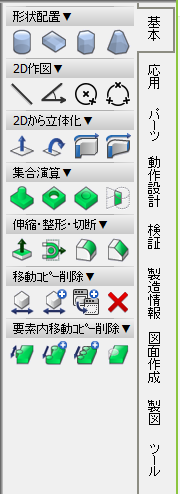 形状配置▼
2D作図▼
2Dから立体化▼
集合演算▼
伸縮・整形・切断▼
移動ｺﾋﾟｰ削除▼
要素内移動ｺﾋﾟｰ削除▼
基本
応用
パーツ
動作設計
検証
製造情報
図面作成
製図
ツール